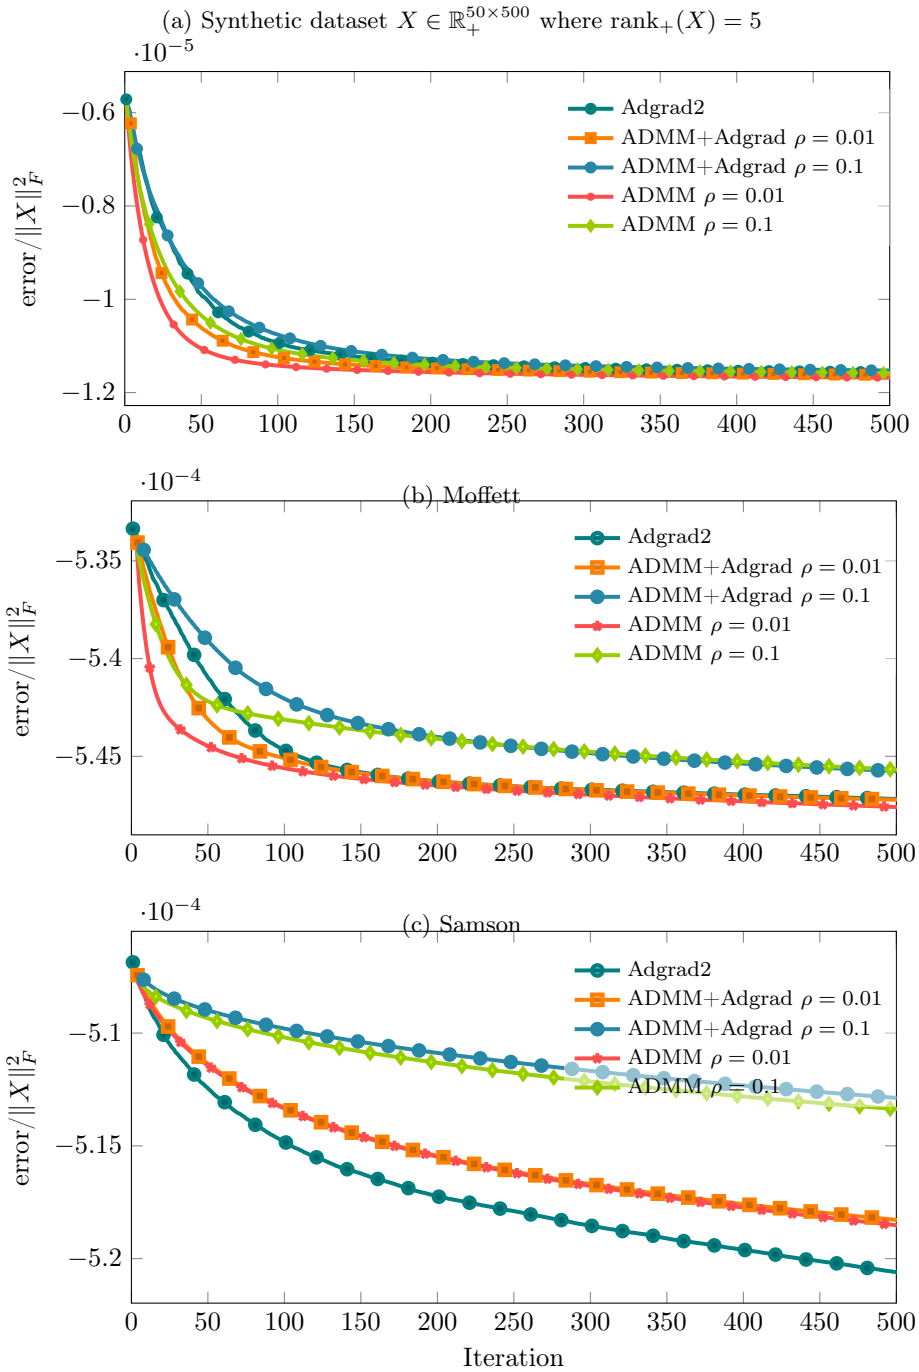 (a) Synthetic dataset X ∈ ℝ₊^{50×500} where rank₊(X) = 5
·10⁻⁵
−0.6
−0.8
−1
−1.2
error/‖X‖²_F
Adgrad2
ADMM+Adgrad ρ = 0.01
ADMM+Adgrad ρ = 0.1
ADMM ρ = 0.01
ADMM ρ = 0.1
0 50 100 150 200 250 300 350 400 450 500
(b) Moffett
·10⁻⁴
−5.35
−5.4
−5.45
error/‖X‖²_F
Adgrad2
ADMM+Adgrad ρ = 0.01
ADMM+Adgrad ρ = 0.1
ADMM ρ = 0.01
ADMM ρ = 0.1
0 50 100 150 200 250 300 350 400 450 500
(c) Samson
·10⁻⁴
−5.1
−5.15
−5.2
error/‖X‖²_F
Adgrad2
ADMM+Adgrad ρ = 0.01
ADMM+Adgrad ρ = 0.1
ADMM ρ = 0.01
ADMM ρ = 0.1
0 50 100 150 200 250 300 350 400 450 500
Iteration